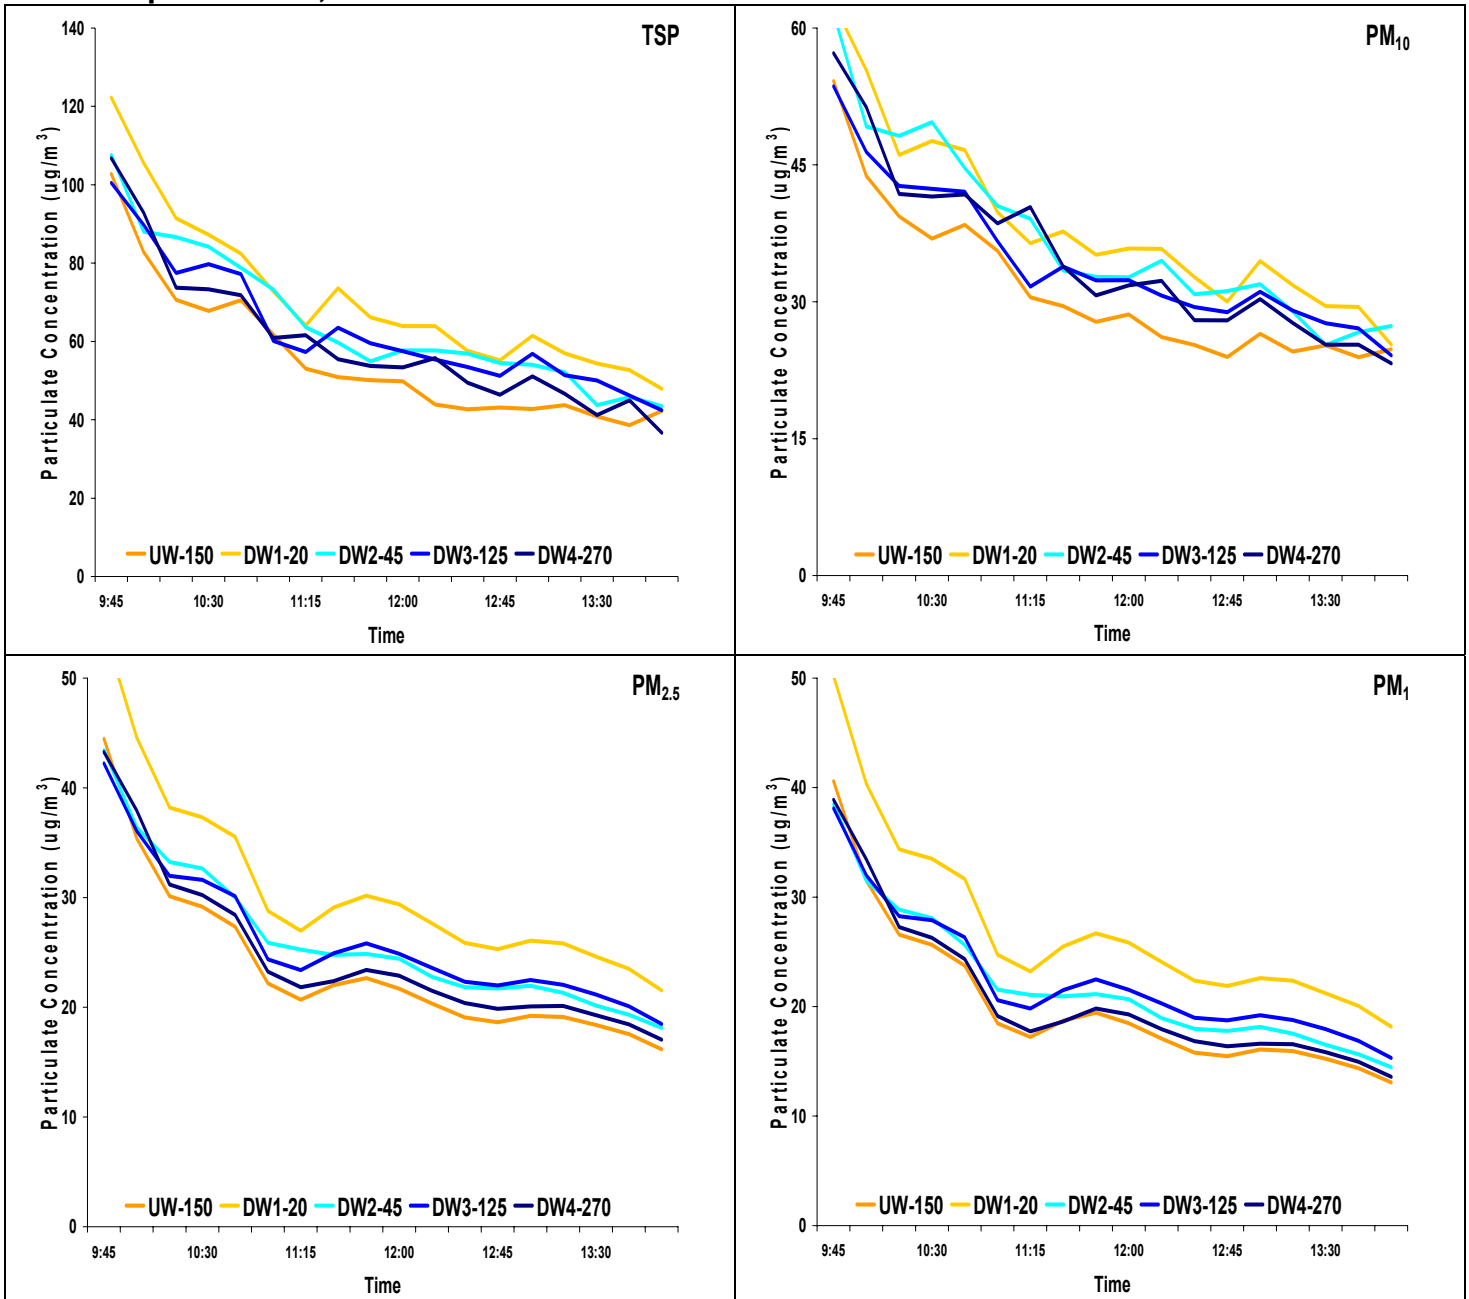 TSP
140
120
100
80
60
40
20
0
Particulate Concentration (ug/m³)
UW-150 DW1-20 DW2-45 DW3-125 DW4-270
9:45 10:30 11:15 12:00 12:45 13:30
Time
PM₁₀
60
45
30
15
0
Particulate Concentration (ug/m³)
UW-150 DW1-20 DW2-45 DW3-125 DW4-270
9:45 10:30 11:15 12:00 12:45 13:30
Time
PM₂.₅
50
40
30
20
10
0
Particulate Concentration (ug/m³)
UW-150 DW1-20 DW2-45 DW3-125 DW4-270
9:45 10:30 11:15 12:00 12:45 13:30
Time
PM₁
50
40
30
20
10
0
Particulate Concentration (ug/m³)
UW-150 DW1-20 DW2-45 DW3-125 DW4-270
9:45 10:30 11:15 12:00 12:45 13:30
Time